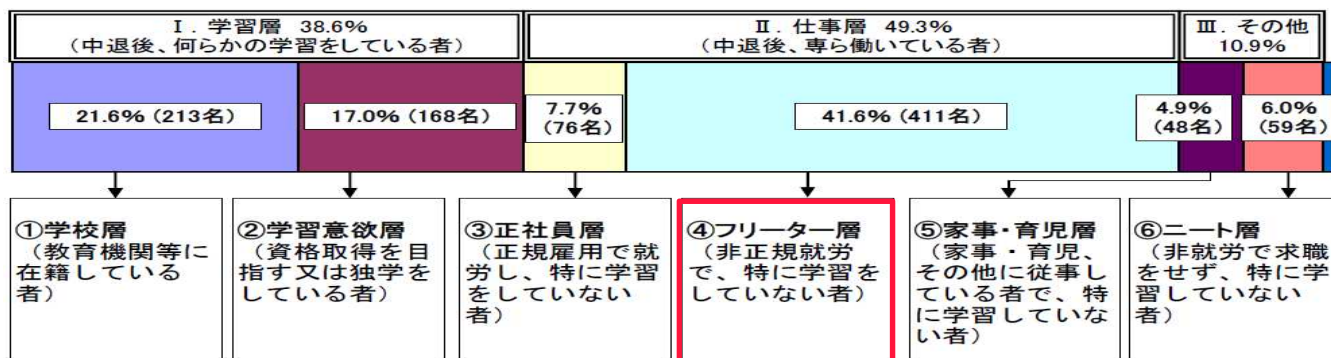 Ⅰ．学習層 38.6%
（中退後、何らかの学習をしている者）
Ⅱ．仕事層 49.3%
（中退後、専ら働いている者）
Ⅲ．その他
10.9%
21.6%（213名）
17.0%（168名）
7.7%
（76名）
41.6%（411名）
4.9%
（48名）
6.0%
（59名）
①学校層
（教育機関等に
在籍している
者）
②学習意欲層
（資格取得を目
指す又は独学を
している者）
③正社員層
（正規雇用で就
労し、特に学習
をしていない
者）
④フリーター層
（非正規就労
で、特に学習を
していない者）
⑤家事・育児層
（家事・育児、
その他に従事し
ている者で、特
に学習していな
い者）
⑥ニート層
（非就労で求職
をせず、特に学
習していない
者）